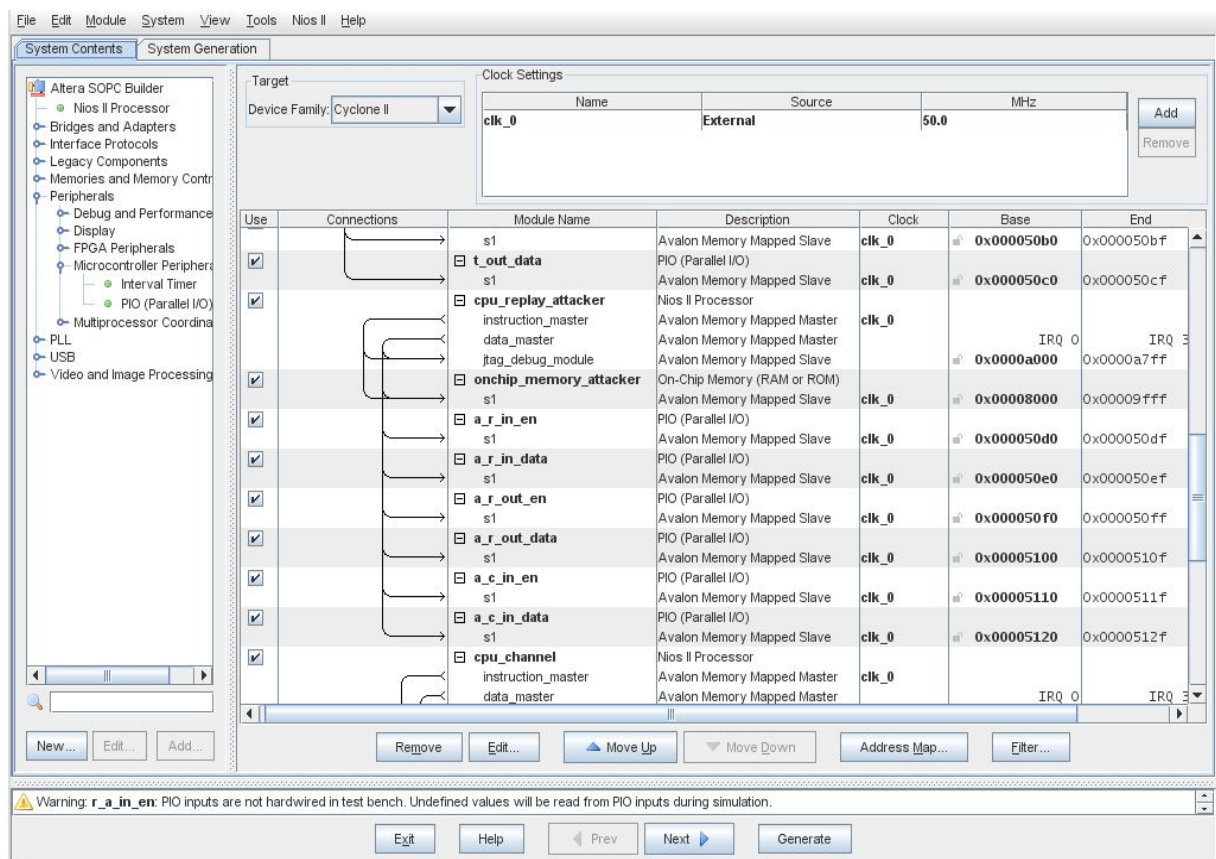 File Edit Module System View Tools Nios II Help
System Contents System Generation
Altera SOPC Builder
Nios II Processor
Bridges and Adapters
Interface Protocols
Legacy Components
Memories and Memory Contr
Peripherals
Debug and Performance
Display
FPGA Peripherals
Microcontroller Periphera
Interval Timer
PIO (Parallel I/O)
Multiprocessor Coordina
PLL
USB
Video and Image Processing
New... Edit... Add...
Target
Device Family: Cyclone II
Clock Settings
Name Source MHz
clk_0 External 50.0
Add
Remove
Use Connections Module Name Description Clock Base End
s1 Avalon Memory Mapped Slave clk_0 0x000050b0 0x000050bf
t_out_data PIO (Parallel I/O)
s1 Avalon Memory Mapped Slave clk_0 0x000050c0 0x000050cf
cpu_replay_attacker Nios II Processor
instruction_master Avalon Memory Mapped Master clk_0
data_master Avalon Memory Mapped Master IRQ 0 IRQ 3
jtag_debug_module Avalon Memory Mapped Slave 0x0000a000 0x0000a7ff
onchip_memory_attacker On-Chip Memory (RAM or ROM)
s1 Avalon Memory Mapped Slave clk_0 0x00008000 0x00009fff
a_r_in_en PIO (Parallel I/O)
s1 Avalon Memory Mapped Slave clk_0 0x000050d0 0x000050df
a_r_in_data PIO (Parallel I/O)
s1 Avalon Memory Mapped Slave clk_0 0x000050e0 0x000050ef
a_r_out_en PIO (Parallel I/O)
s1 Avalon Memory Mapped Slave clk_0 0x000050f0 0x000050ff
a_r_out_data PIO (Parallel I/O)
s1 Avalon Memory Mapped Slave clk_0 0x00005100 0x0000510f
a_c_in_en PIO (Parallel I/O)
s1 Avalon Memory Mapped Slave clk_0 0x00005110 0x0000511f
a_c_in_data PIO (Parallel I/O)
s1 Avalon Memory Mapped Slave clk_0 0x00005120 0x0000512f
cpu_channel Nios II Processor
instruction_master Avalon Memory Mapped Master clk_0
data_master Avalon Memory Mapped Master IRQ 0 IRQ 3
Remove Edit... Move Up Move Down Address Map... Filter...
Warning: r_a_in_en: PIO inputs are not hardwired in test bench. Undefined values will be read from PIO inputs during simulation.
Exit Help Prev Next Generate